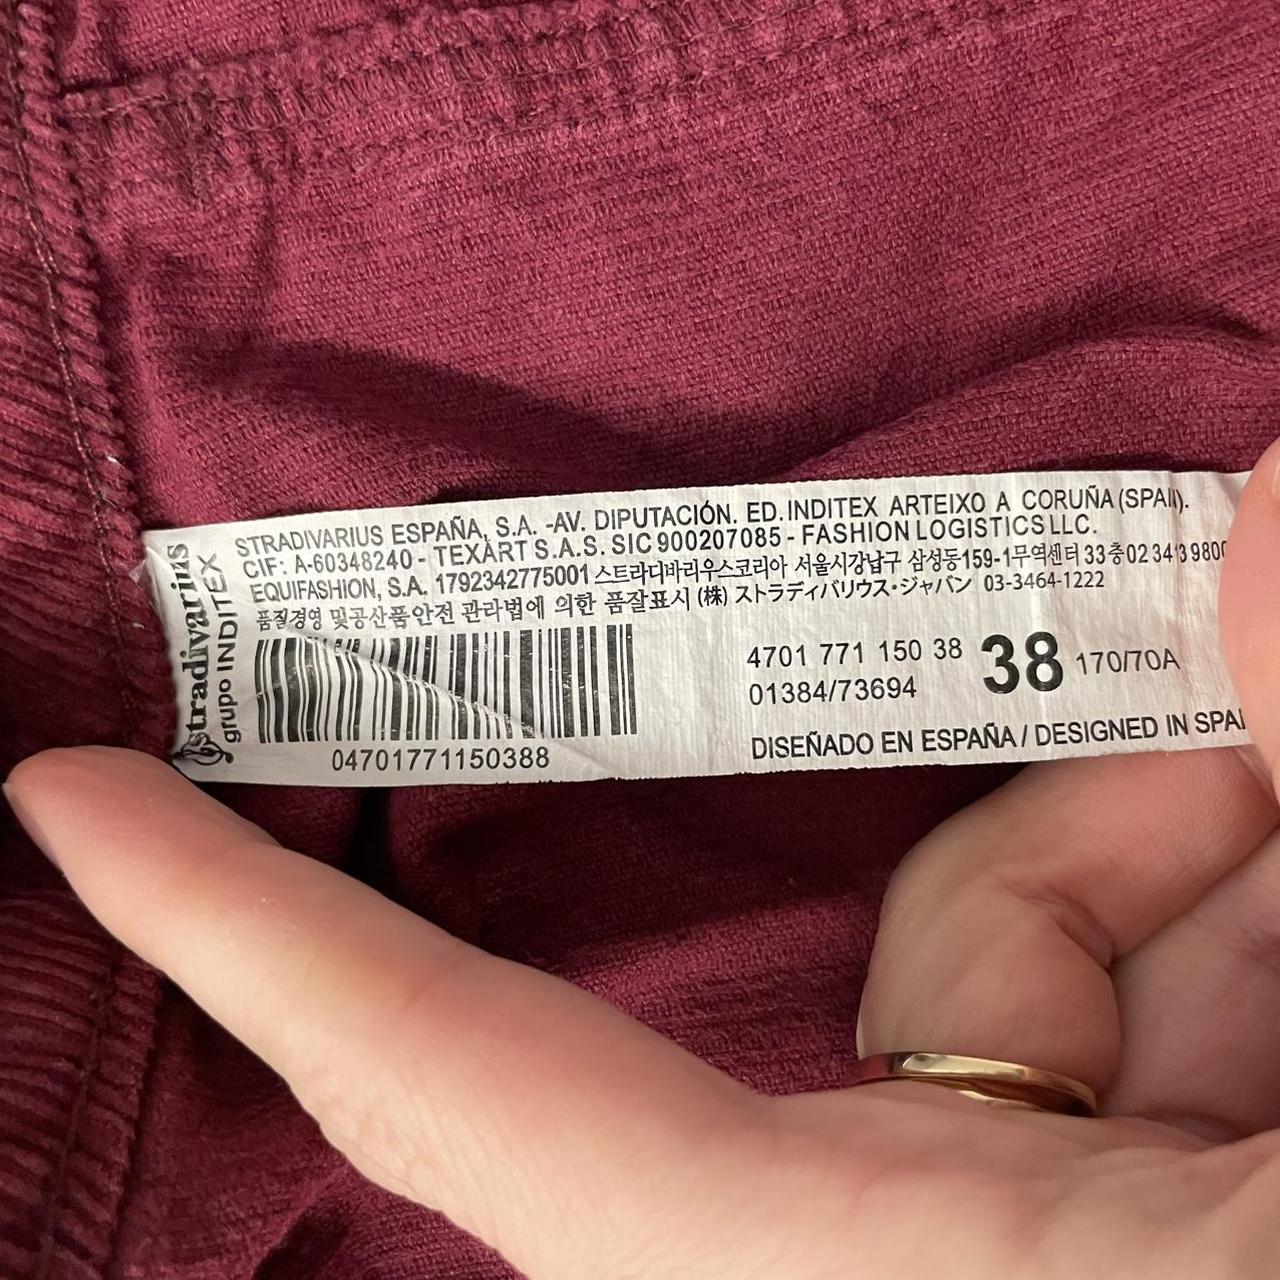 stradivarius
grupo INDITEX
STRADIVARIUS ESPAÑA, S.A. -AV. DIPUTACIÓN. ED. INDITEX ARTEIXO A CORUÑA (SPAIN).
CIF: A-60348240 - TEXART S.A.S. SIC 900207085 - FASHION LOGISTICS LLC.
EQUIFASHION, S.A. 1792342775001 스트라디바리우스코리아 서울시강남구 삼성동159-1무역센터 33층02 3413 9800
품질경영 및공산품안전 관라법에 의한 품잘표시 (株) ストラディバリウス・ジャパン 03-3464-1222
04701771150388
4701 771 150 38
01384/73694
38 170/70A
DISEÑADO EN ESPAÑA / DESIGNED IN SPAI